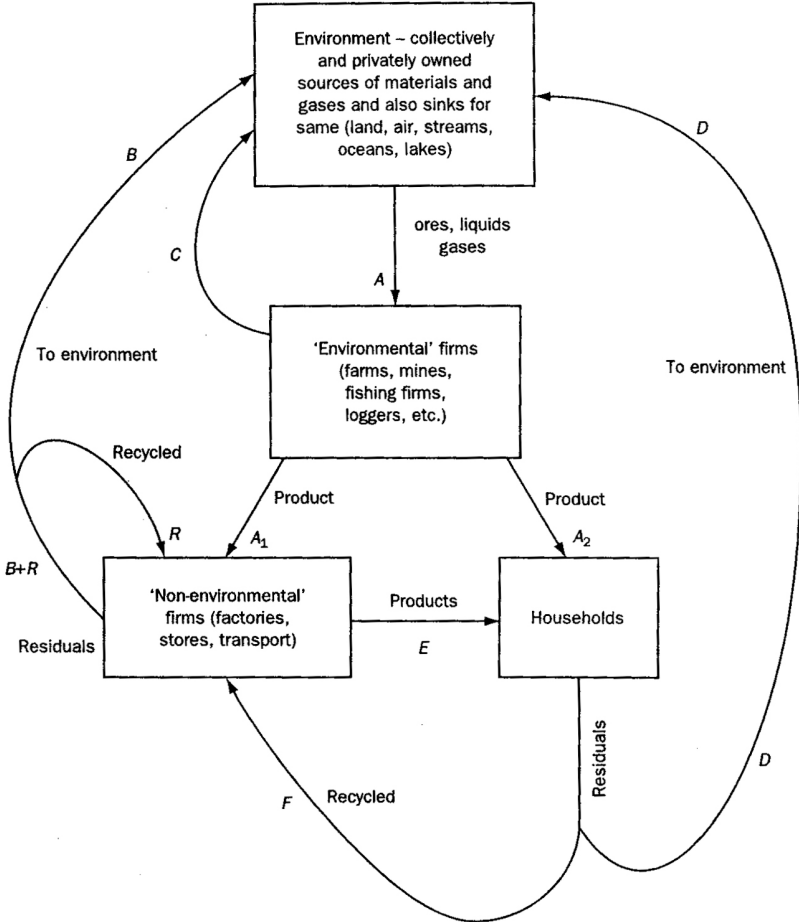 Environment – collectively
and privately owned
sources of materials and
gases and also sinks for
same (land, air, streams,
oceans, lakes)
D
B
ores, liquids
gases
C
A
To environment
'Environmental' firms
(farms, mines,
fishing firms,
loggers, etc.)
To environment
Recycled
Product
Product
R
A1
A2
B+R
'Non-environmental'
firms (factories,
stores, transport)
Products
E
Households
Residuals
Residuals
D
F
Recycled